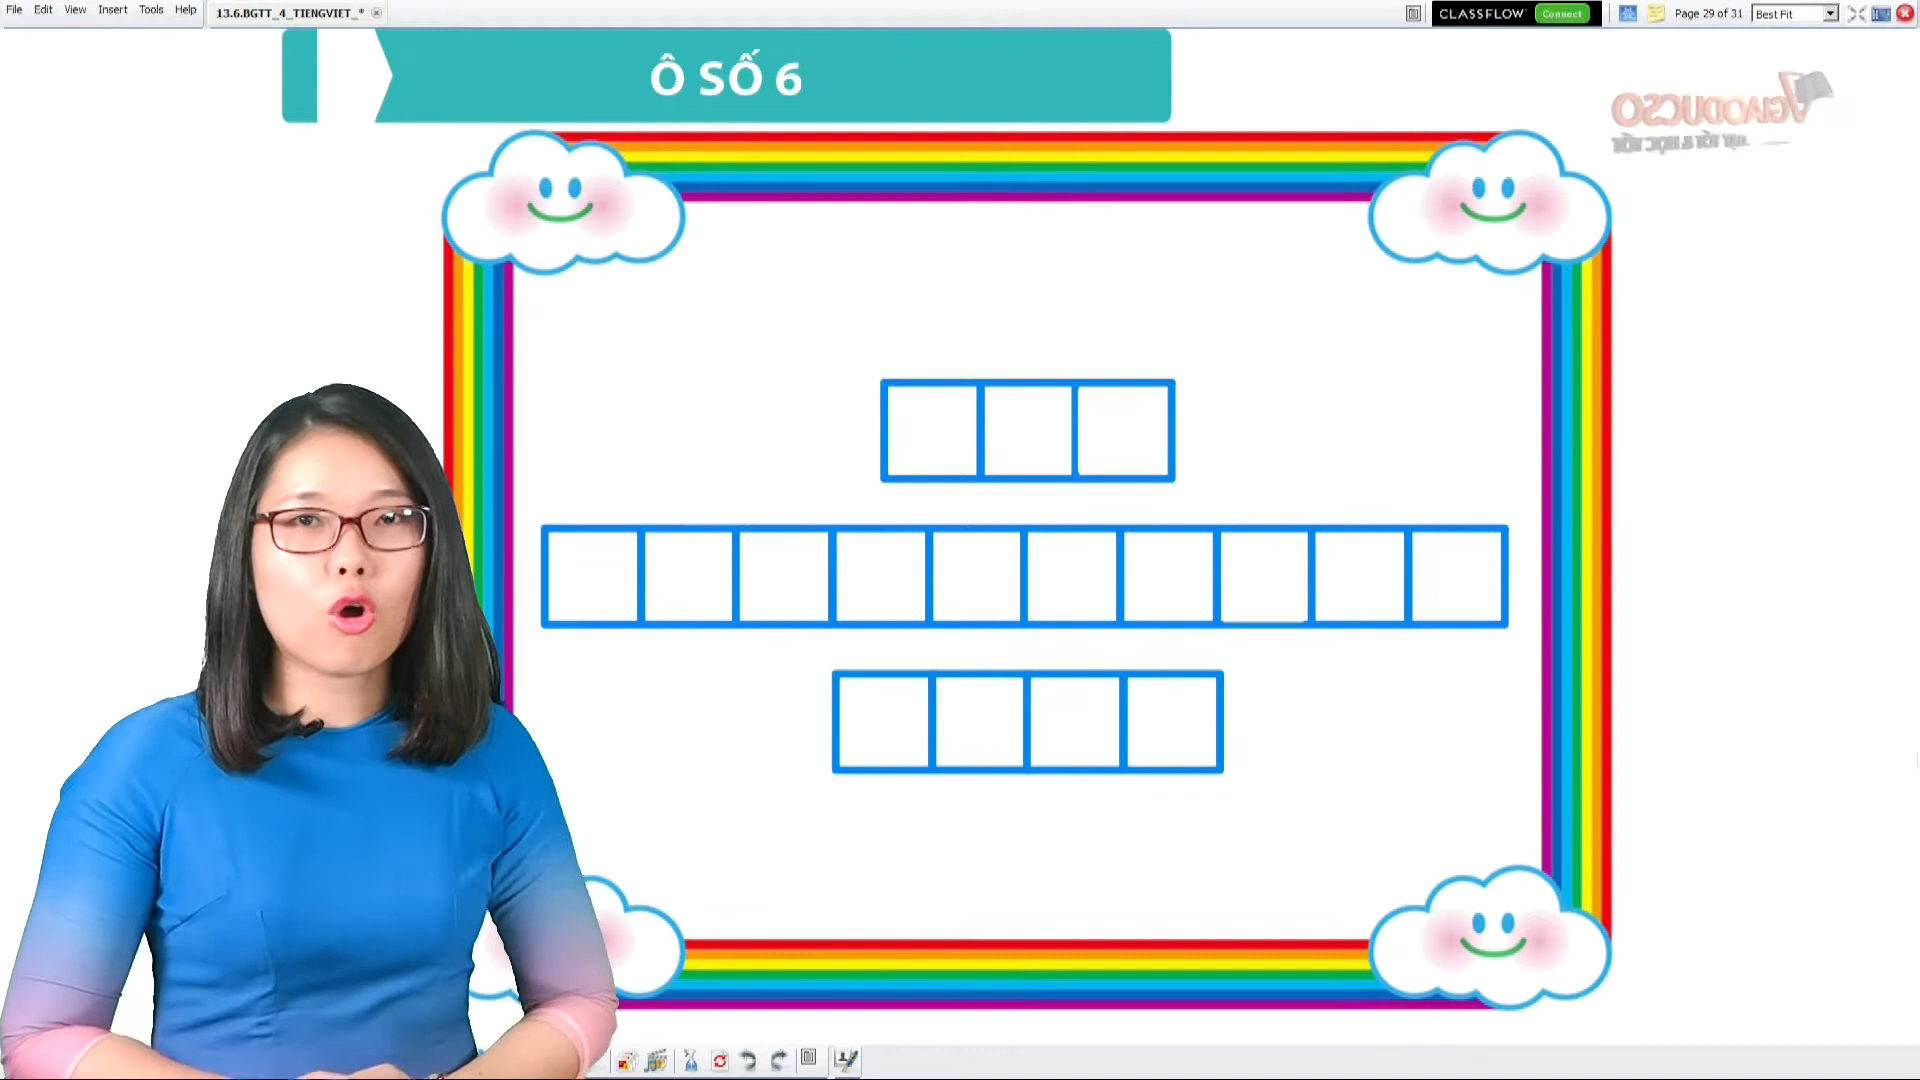 File Edit View Insert Tools Help
13.6.BGTT_4_TIENGVIET_*
CLASSFLOW Connect
Page 29 of 31
Best Fit
Ô SỐ 6
GIAODUCSO